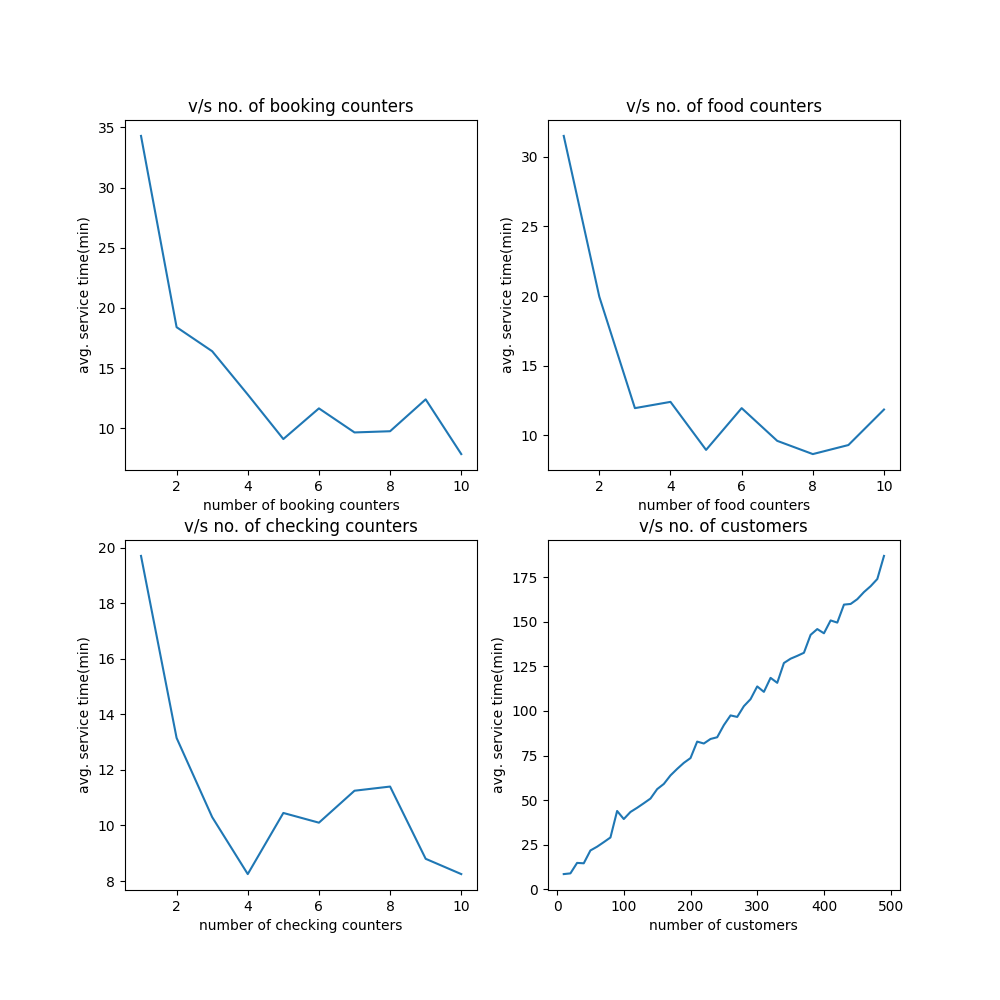 v/s no. of booking counters
35
30
25
20
15
10
avg. service time(min)
2 4 6 8 10
number of booking counters
v/s no. of food counters
30
25
20
15
10
avg. service time(min)
2 4 6 8 10
number of food counters
v/s no. of checking counters
20
18
16
14
12
10
8
avg. service time(min)
2 4 6 8 10
number of checking counters
v/s no. of customers
175
150
125
100
75
50
25
0
avg. service time(min)
0 100 200 300 400 500
number of customers